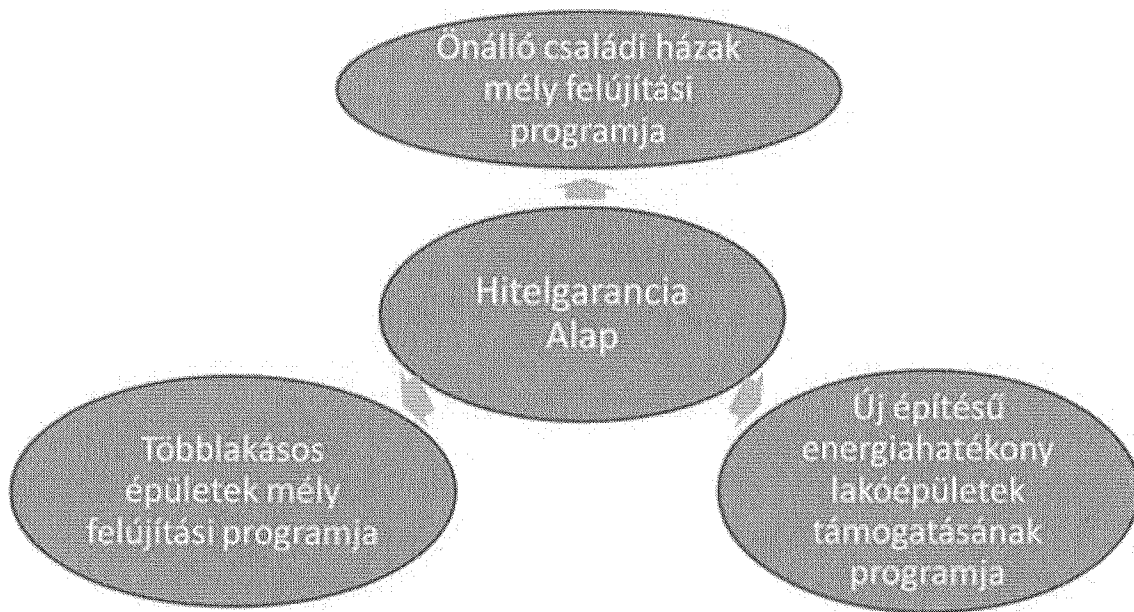 Önálló családi házak
mély felújítási
programja
Hitelgarancia
Alap
Többlakásos
épületek mély
felújítási programja
Új építésű
energiahatékony
lakóépületek
támogatásának
programja